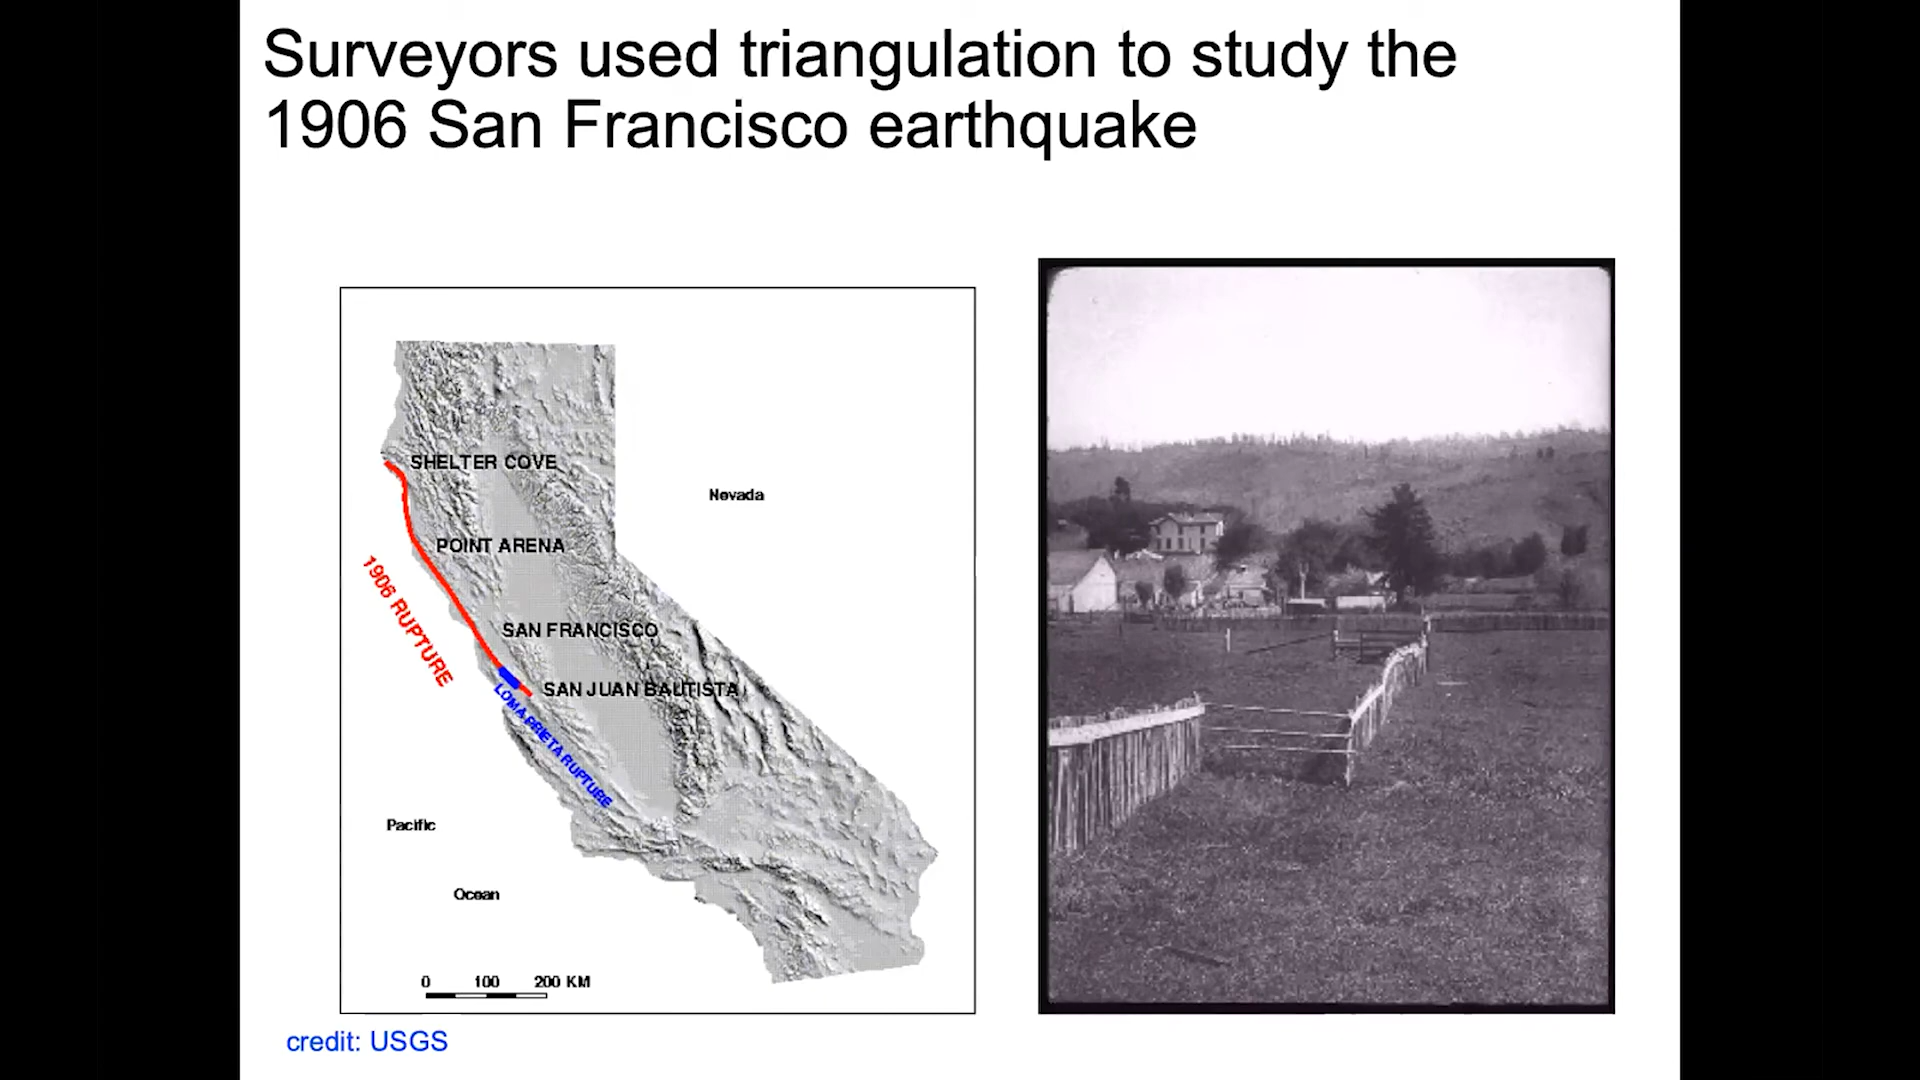 Surveyors used triangulation to study the
1906 San Francisco earthquake
SHELTER COVE
Nevada
POINT ARENA
1906 RUPTURE
SAN FRANCISCO
SAN JUAN BAUTISTA
LOMA PRIETA RUPTURE
Pacific
Ocean
0 100 200 KM
credit: USGS